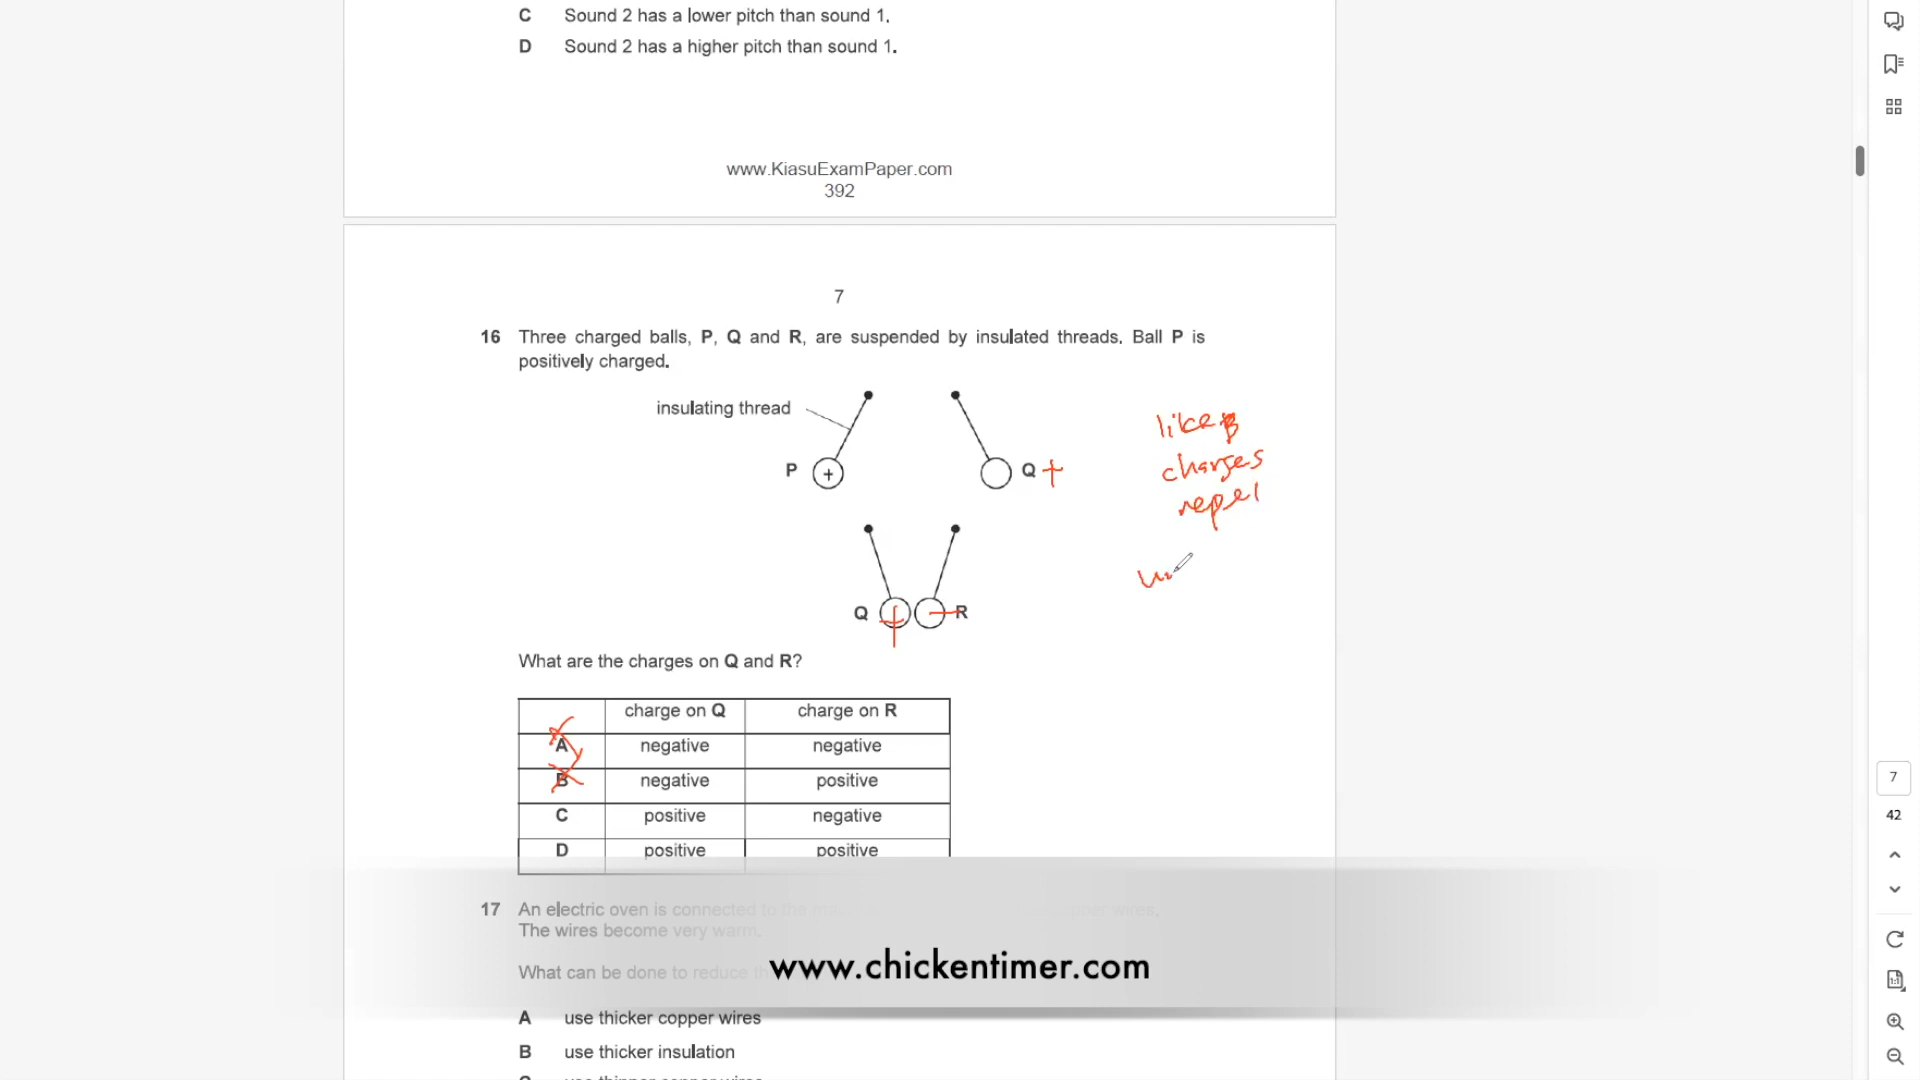 C Sound 2 has a lower pitch than sound 1.
D Sound 2 has a higher pitch than sound 1.
www.KiasuExamPaper.com
392
7
16 Three charged balls, P, Q and R, are suspended by insulated threads. Ball P is
positively charged.
insulating thread
P + Q +
like
charges
repel
Q + - R
What are the charges on Q and R?
charge on Q charge on R
A negative negative
B negative positive
C positive negative
D positive positive
17 An electric oven is connected to the copper wires.
The wires become very warm.
What can be done to reduce
www.chickentimer.com
A use thicker copper wires
B use thicker insulation
7
42